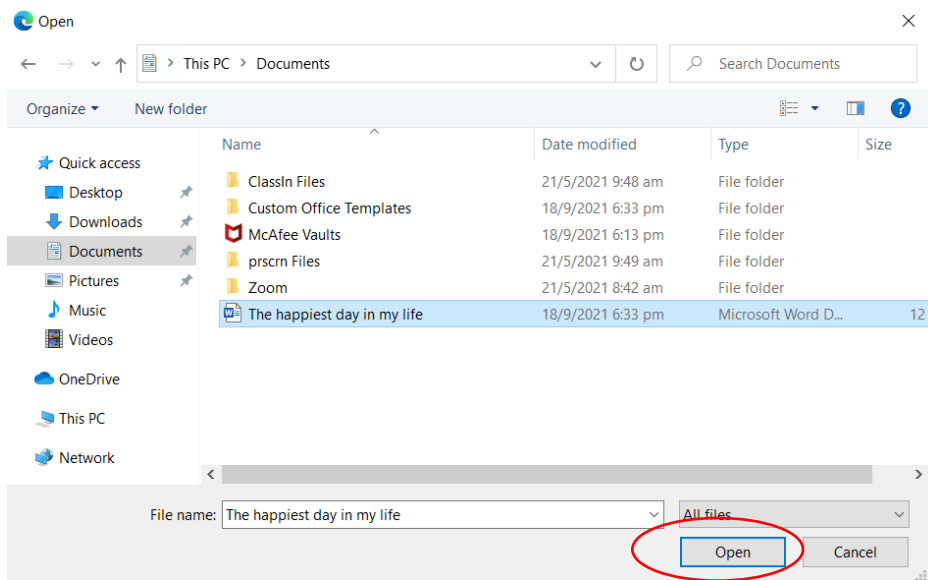 Open
This PC > Documents
Search Documents
Organize New folder
Name Date modified Type Size
Quick access
Desktop
Downloads
Documents
Pictures
Music
Videos
OneDrive
This PC
Network
ClassIn Files 21/5/2021 9:48 am File folder
Custom Office Templates 18/9/2021 6:33 pm File folder
McAfee Vaults 18/9/2021 6:13 pm File folder
prscrn Files 21/5/2021 9:49 am File folder
Zoom 21/5/2021 8:42 am File folder
The happiest day in my life 18/9/2021 6:33 pm Microsoft Word D... 12
File name: The happiest day in my life All files
Open Cancel